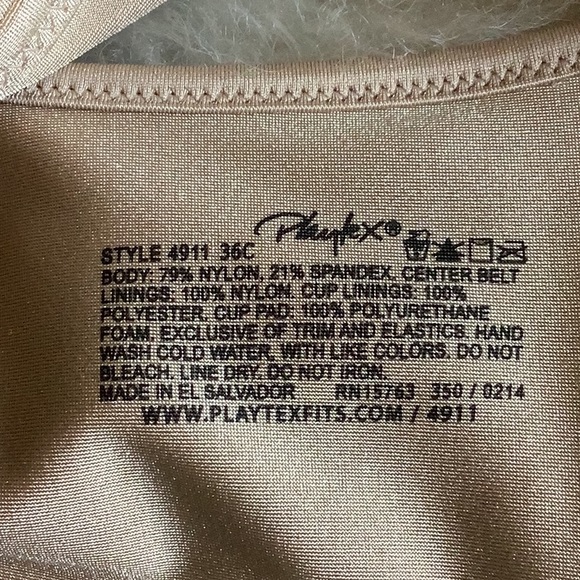 Playtex®
STYLE 4911 36C
BODY: 79% NYLON, 21% SPANDEX. CENTER BELT
LININGS: 100% NYLON. CUP LININGS: 100%
POLYESTER. CUP PAD: 100% POLYURETHANE
FOAM. EXCLUSIVE OF TRIM AND ELASTICS. HAND
WASH COLD WATER, WITH LIKE COLORS. DO NOT
BLEACH. LINE DRY. DO NOT IRON.
MADE IN EL SALVADOR RN15763 350 / 0214
WWW.PLAYTEXFITS.COM / 4911